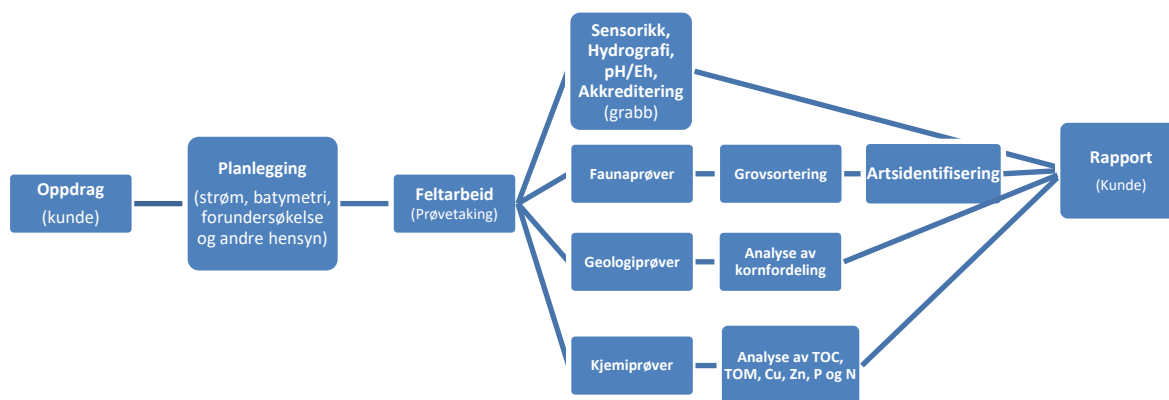 Oppdrag
(kunde)
Planlegging
(strøm, batymetri,
forundersøkelse
og andre hensyn)
Feltarbeid
(Prøvetaking)
Sensorikk,
Hydrografi,
pH/Eh,
Akkreditering
(grabb)
Faunaprøver
Grovsortering
Artsidentifisering
Geologiprøver
Analyse av
kornfordeling
Kjemiprøver
Analyse av TOC,
TOM, Cu, Zn, P og N
Rapport
(Kunde)